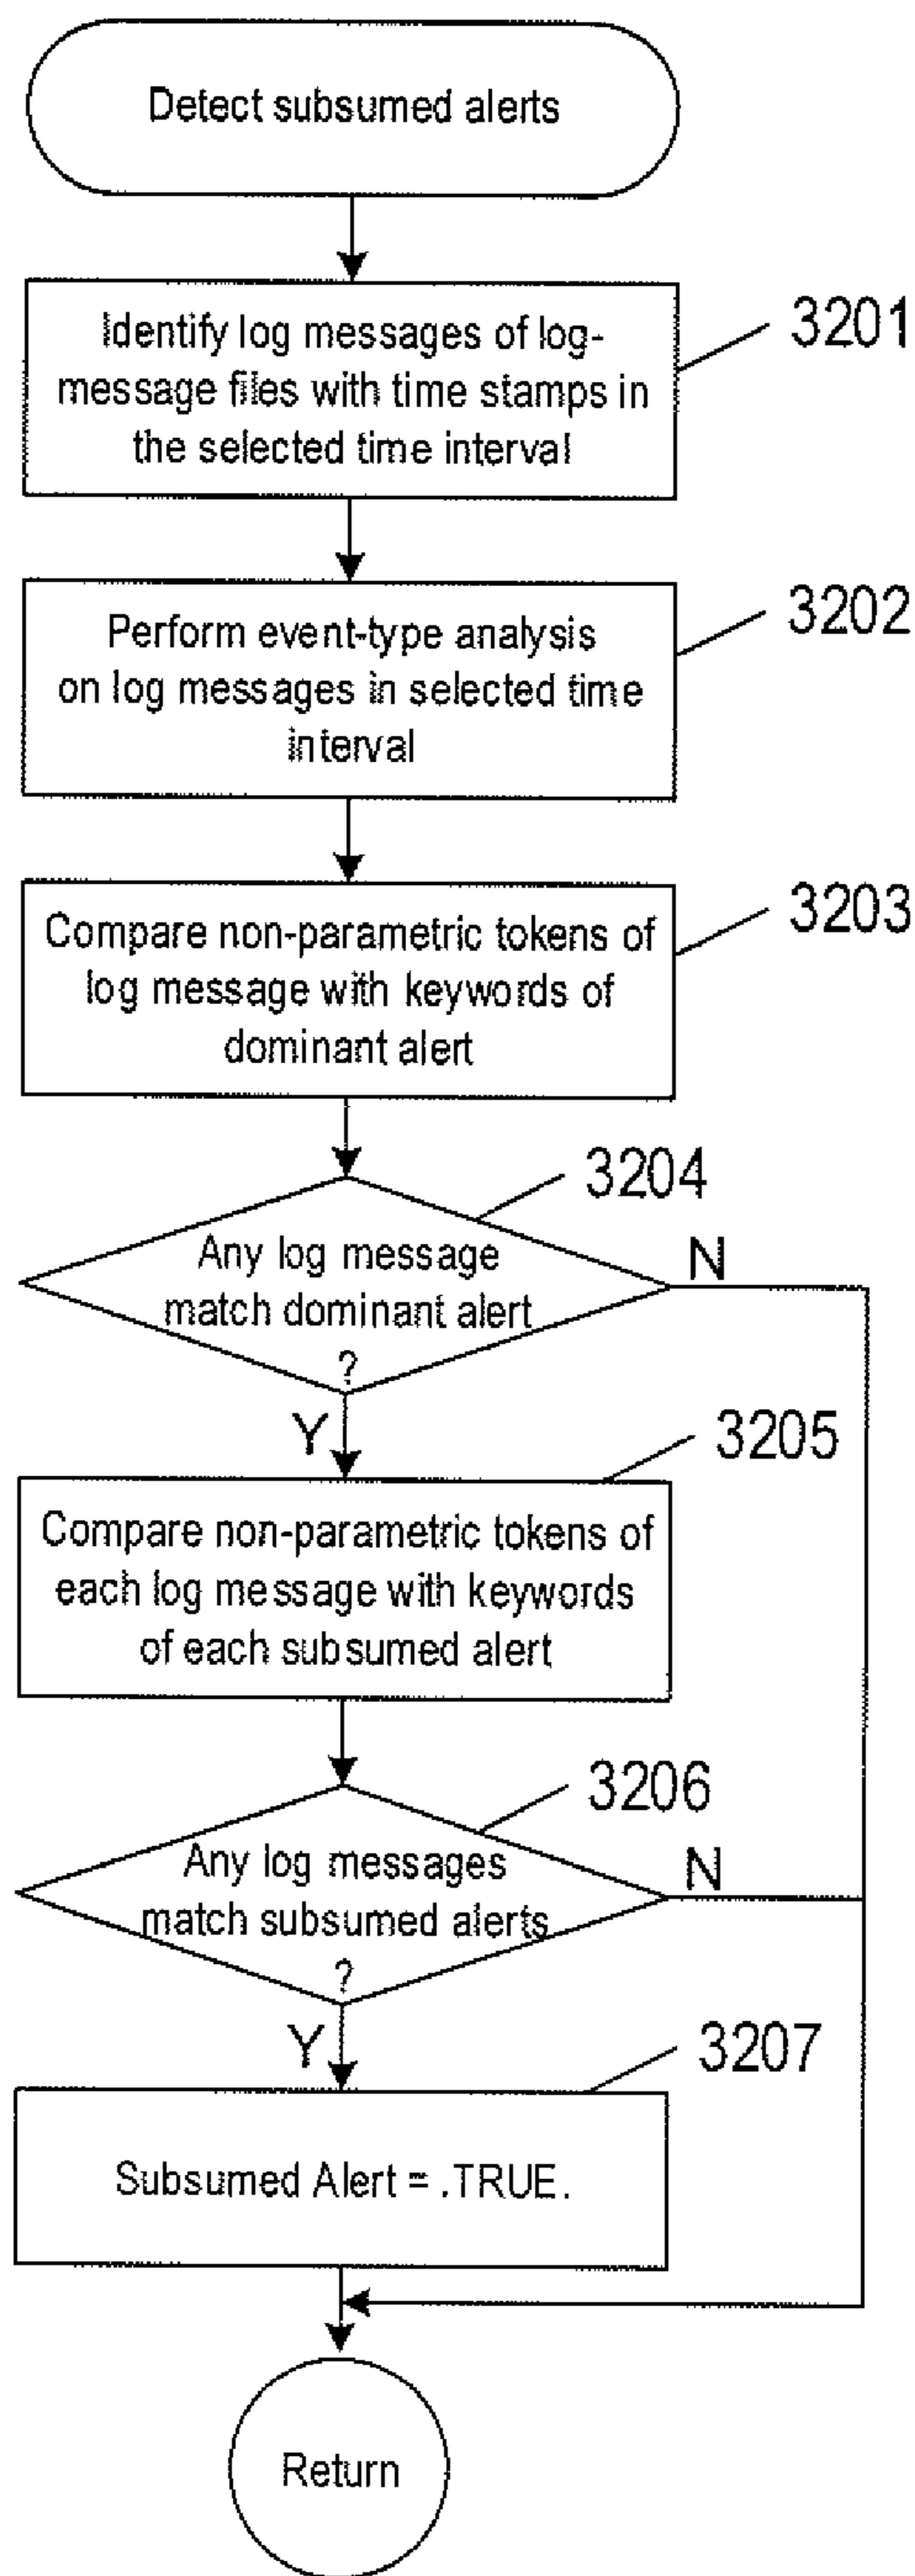 Detect subsumed alerts
Identify log messages of log-
message files with time stamps in
the selected time interval
3201
Perform event-type analysis
on log messages in selected time
interval
3202
Compare non-parametric tokens of
log message with keywords of
dominant alert
3203
3204
Any log message
match dominant alert
?
N
Y
3205
Compare non-parametric tokens of
each log message with keywords
of each subsumed alert
3206
Any log messages
match subsumed alerts
?
N
Y
3207
Subsumed Alert = .TRUE.
Return